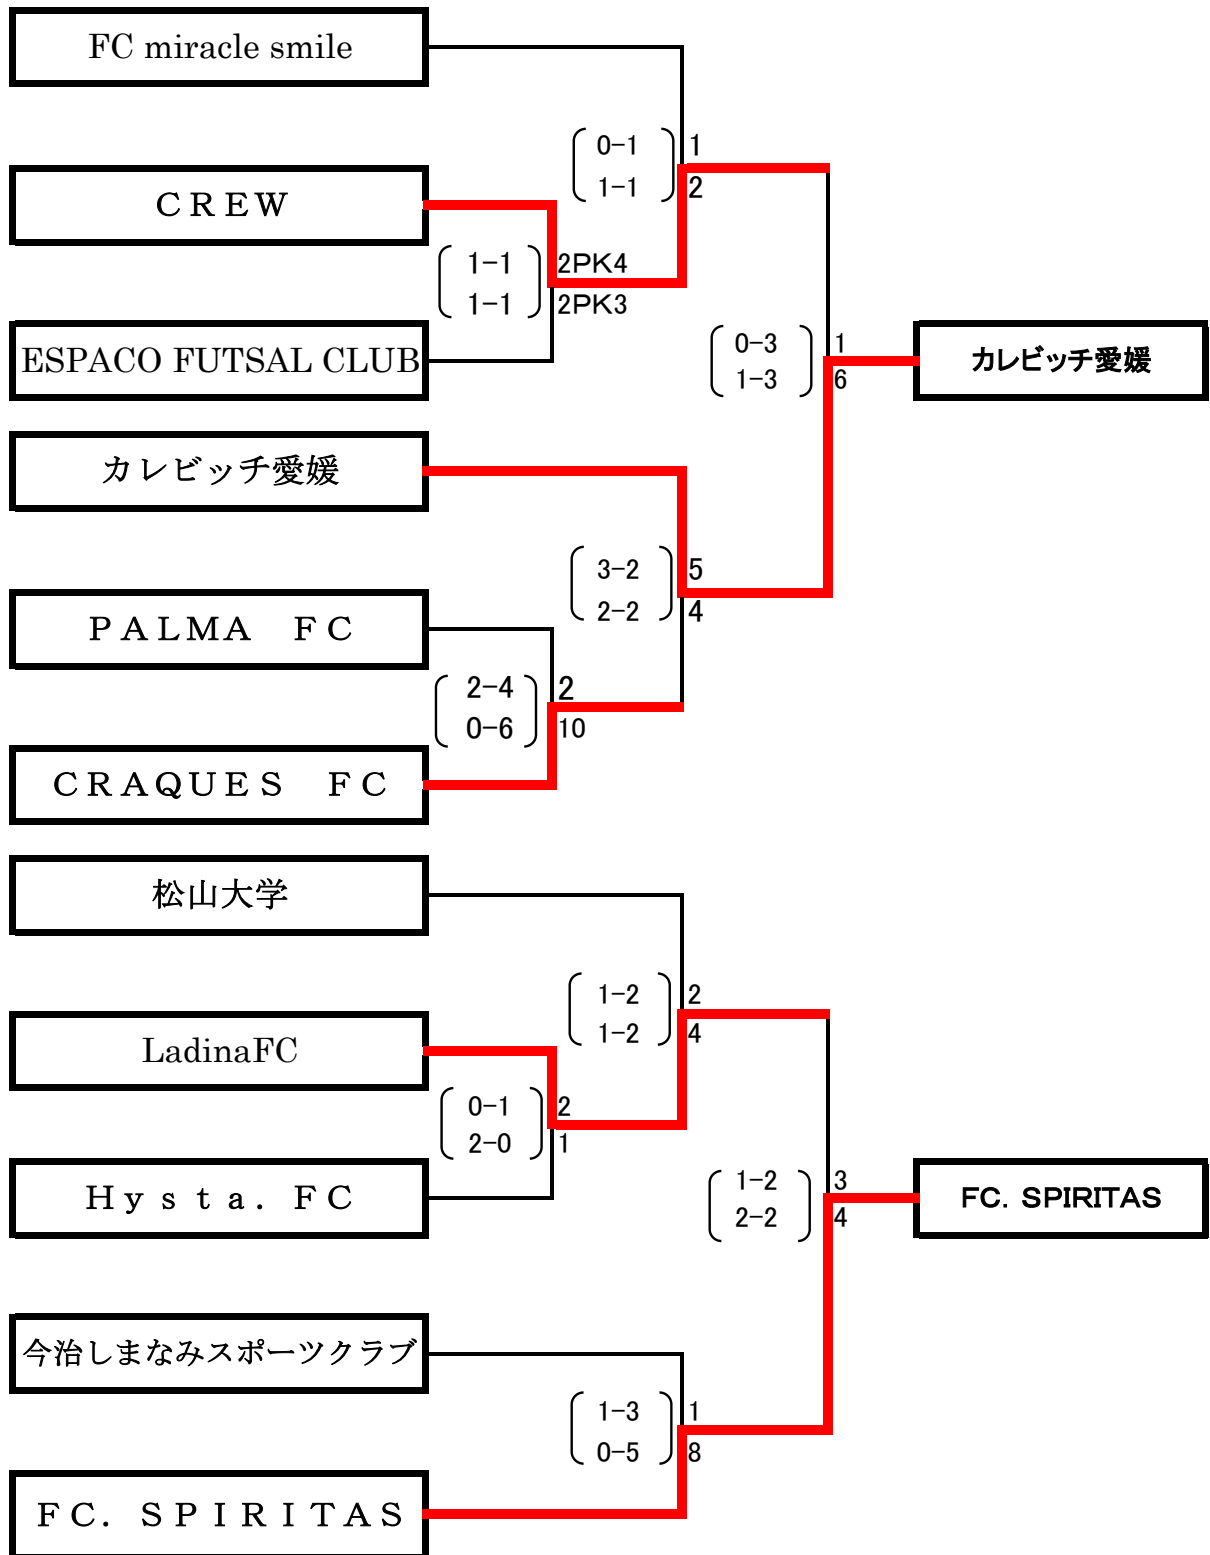 FC miracle smile
0-1 1
1-1 2
ＣＲＥＷ
1-1 2PK4
1-1 2PK3
ESPACO FUTSAL CLUB
0-3 1
1-3 6
カレビッチ愛媛
カレビッチ愛媛
3-2 5
2-2 4
ＰＡＬＭＡ　ＦＣ
2-4 2
0-6 10
ＣＲＡＱＵＥＳ　ＦＣ
松山大学
1-2 2
1-2 4
LadinaFC
0-1 2
2-0 1
Ｈｙｓｔａ．ＦＣ
1-2 3
2-2 4
FC. SPIRITAS
今治しまなみスポーツクラブ
1-3 1
0-5 8
ＦＣ．ＳＰＩＲＩＴＡＳ